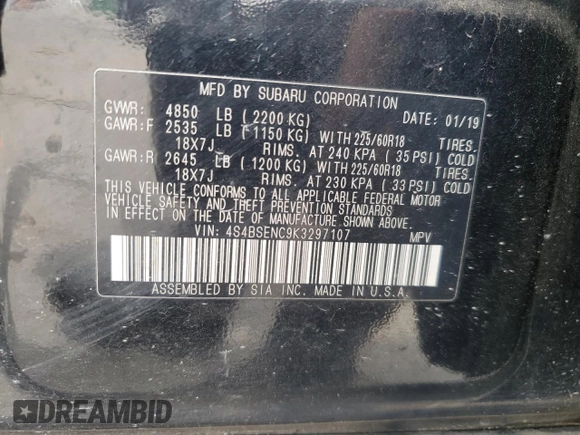 MFD BY SUBARU CORPORATION
GVWR: 4850 LB (2200 KG) DATE: 01/19
GAWR:F 2535 LB (1150 KG) WITH 225/60R18 TIRES.
18X7J RIMS. AT 240 KPA (35 PSI) COLD
GAWR:R 2645 LB (1200 KG) WITH 225/60R18 TIRES.
18X7J RIMS. AT 230 KPA (33 PSI) COLD
THIS VEHICLE CONFORMS TO ALL APPLICABLE FEDERAL MOTOR
VEHICLE SAFETY AND THEFT PREVENTION STANDARDS
IN EFFECT ON THE DATE OF MANUFACTURE SHOWN ABOVE.
VIN: 4S4BSENC9K3297107 MPV
ASSEMBLED BY SIA INC. MADE IN U.S.A.
DREAMBID